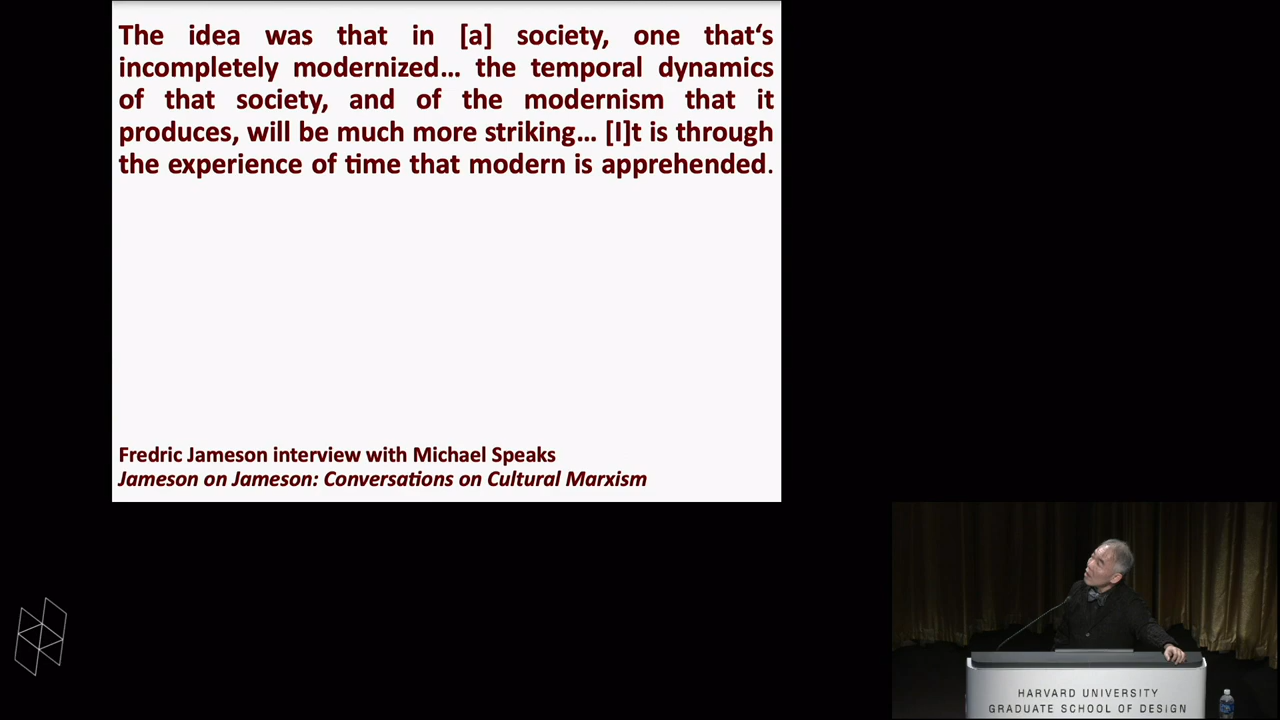 The idea was that in [a] society, one that‘s
incompletely modernized... the temporal dynamics
of that society, and of the modernism that it
produces, will be much more striking... [I]t is through
the experience of time that modern is apprehended.
Fredric Jameson interview with Michael Speaks
Jameson on Jameson: Conversations on Cultural Marxism
HARVARD UNIVERSITY
GRADUATE SCHOOL OF DESIGN